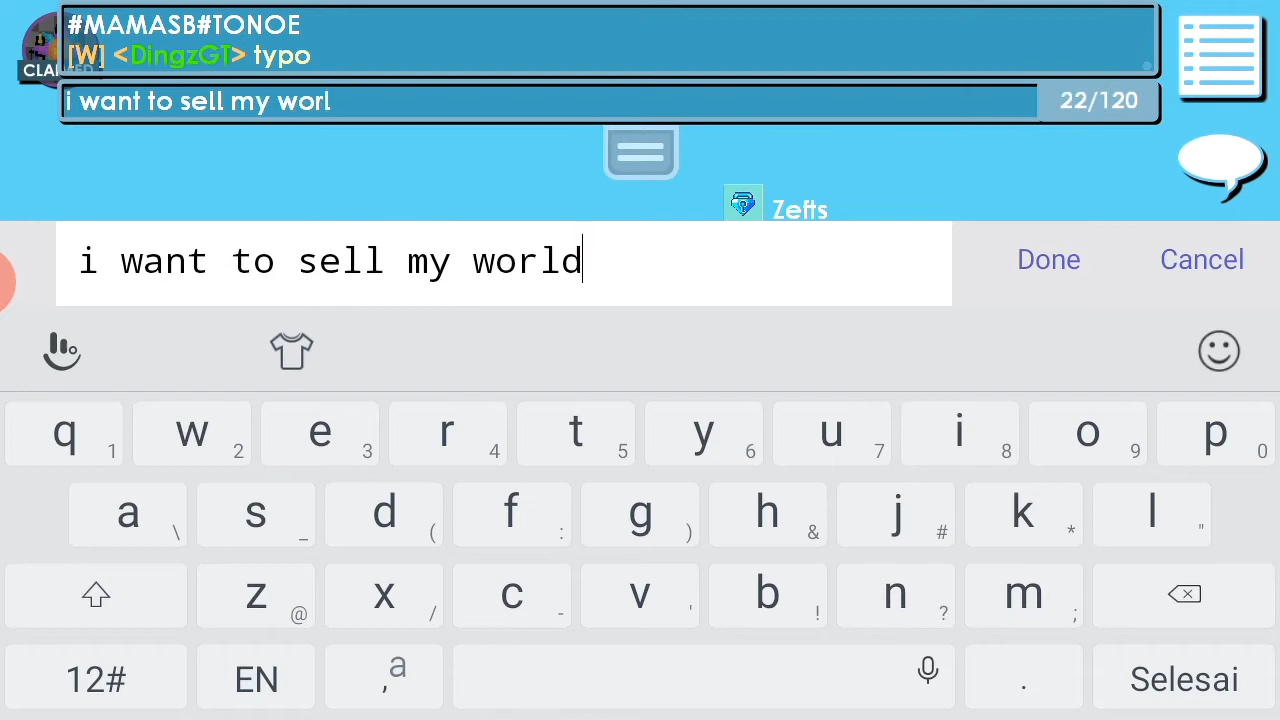 #MAMASB#TONOE
[W] <DingzGT> typo
i want to sell my worl
22/120
Zefts
i want to sell my world
Done
Cancel
q 1 w 2 e 3 r 4 t 5 y 6 u 7 i 8 o 9 p 0
a \ s _ d ( f : g ) h & j # k * l "
z @ x / c - v ' b ! n ? m ;
12# EN , a . Selesai